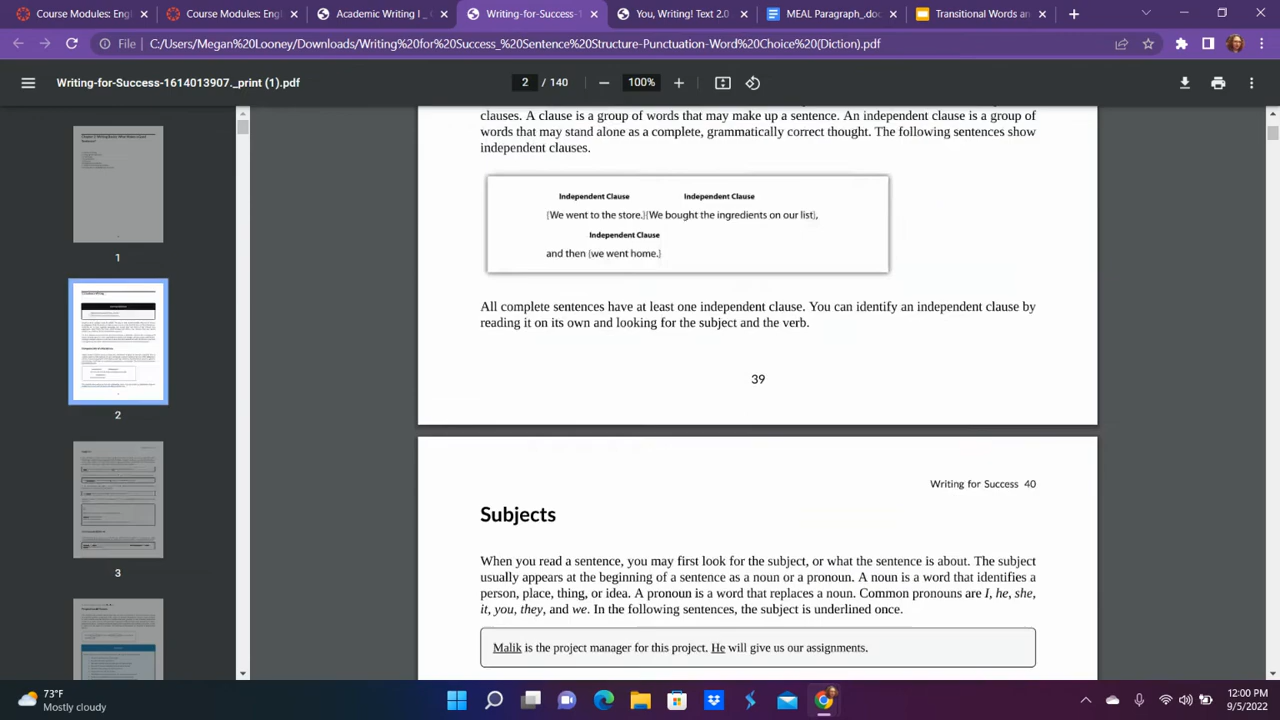 Course Modules: Engl
Course Modules: Engl
Academic Writing I _ C
Writing-for-Success-1
You, Writing! Text 2.0
MEAL Paragraph_.doc
Transitional Words an
File C:/Users/Megan%20Looney/Downloads/Writing%20for%20Success_%20Sentence%20Structure-Punctuation-Word%20Choice%20(Diction).pdf
Writing-for-Success-1614013907._print (1).pdf
2 / 140
100%
1
2
3
clauses. A clause is a group of words that may make up a sentence. An independent clause is a group of
words that may stand alone as a complete, grammatically correct thought. The following sentences show
independent clauses.
Independent Clause Independent Clause
{We went to the store.}{We bought the ingredients on our list},
Independent Clause
and then {we went home.}
All complete sentences have at least one independent clause. You can identify an independent clause by
reading it on its own and looking for the subject and the verb.
39
Writing for Success 40
Subjects
When you read a sentence, you may first look for the subject, or what the sentence is about. The subject
usually appears at the beginning of a sentence as a noun or a pronoun. A noun is a word that identifies a
person, place, thing, or idea. A pronoun is a word that replaces a noun. Common pronouns are I, he, she,
it, you, they, and we. In the following sentences, the subject is underlined once.
Malik is the project manager for this project. He will give us our assignments.
73°F
Mostly cloudy
12:00 PM
9/5/2022